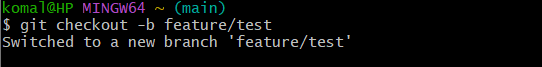 komal@HP MINGW64 ~ (main)
$ git checkout -b feature/test
Switched to a new branch 'feature/test'